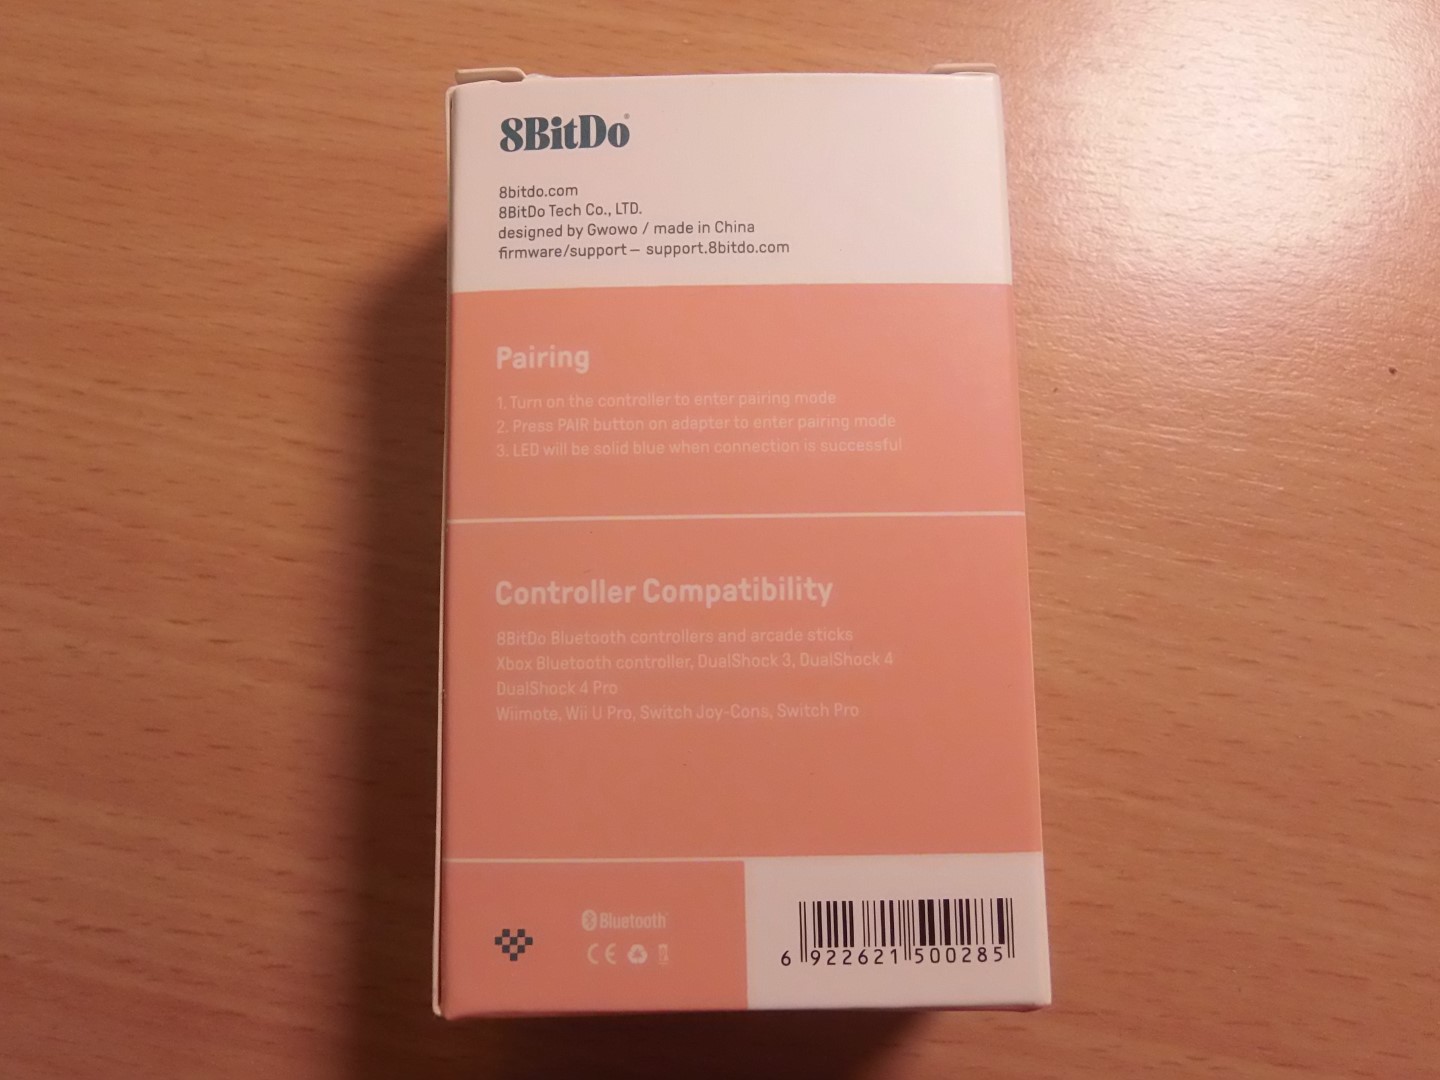 8BitDo
8bitdo.com
8BitDo Tech Co., LTD.
designed by Gwowo / made in China
firmware/support — support.8bitdo.com
Pairing
1. Turn on the controller to enter pairing mode
2. Press PAIR button on adapter to enter pairing mode
3. LED will be solid blue when connection is successful
Controller Compatibility
8BitDo Bluetooth controllers and arcade sticks
Xbox Bluetooth controller, DualShock 3, DualShock 4
DualShock 4 Pro
Wiimote, Wii U Pro, Switch Joy-Cons, Switch Pro
Bluetooth
CE
6 922621 500285